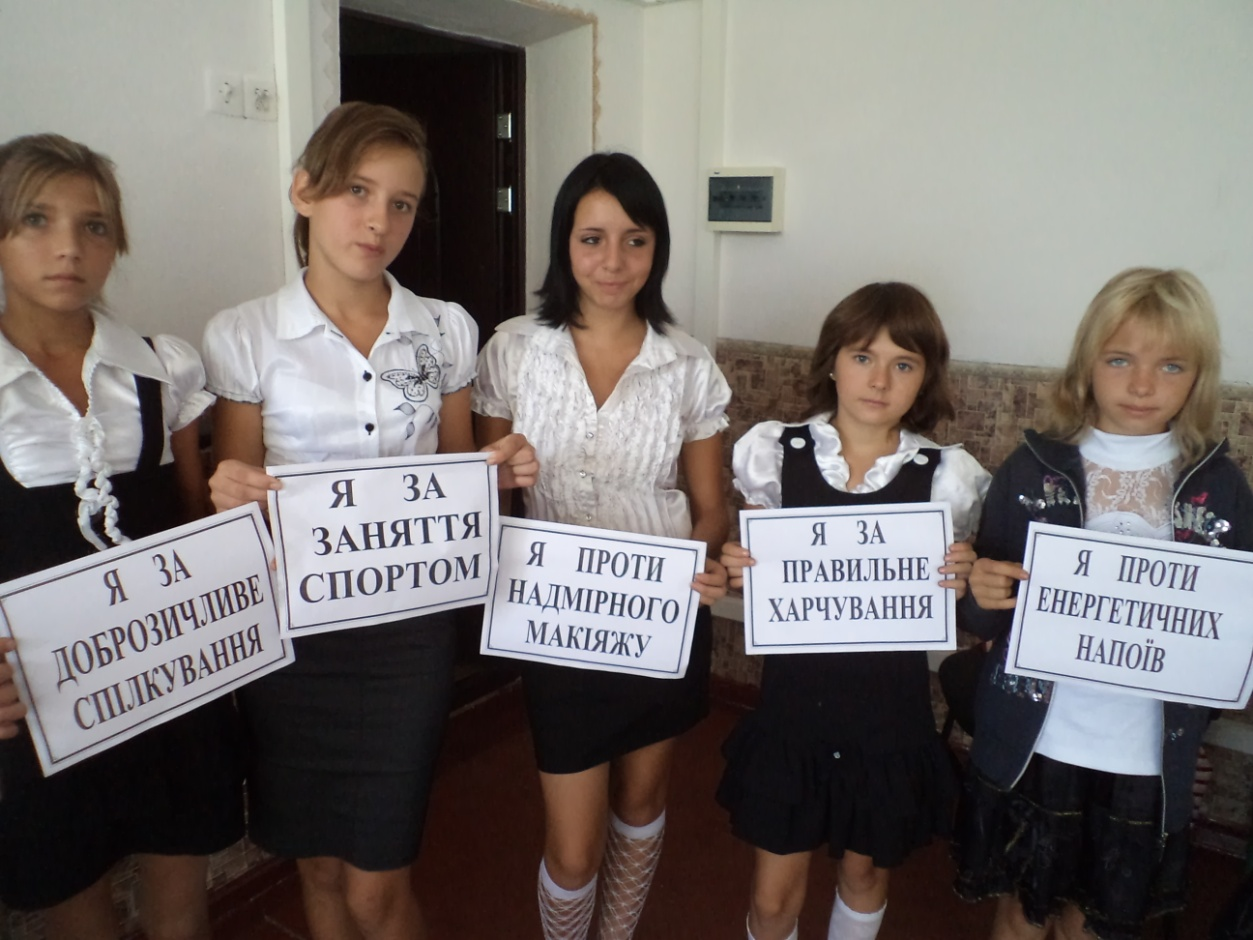 Я ЗА
ДОБРОЗИЧЛИВЕ
СПІЛКУВАННЯ
Я ЗА
ЗАНЯТТЯ
СПОРТОМ
Я ПРОТИ
НАДМІРНОГО
МАКІЯЖУ
Я ЗА
ПРАВИЛЬНЕ
ХАРЧУВАННЯ
Я ПРОТИ
ЕНЕРГЕТИЧНИХ
НАПОЇВ